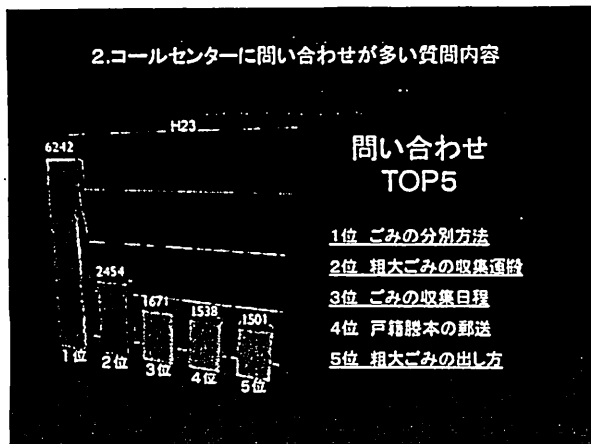 2.コールセンターに問い合わせが多い質問内容
H23
6242
2454
1671
1538
1501
1位
2位
3位
4位
5位
問い合わせ
TOP5
1位 ごみの分別方法
2位 粗大ごみの収集運搬
3位 ごみの収集日程
4位 戸籍謄本の郵送
5位 粗大ごみの出し方